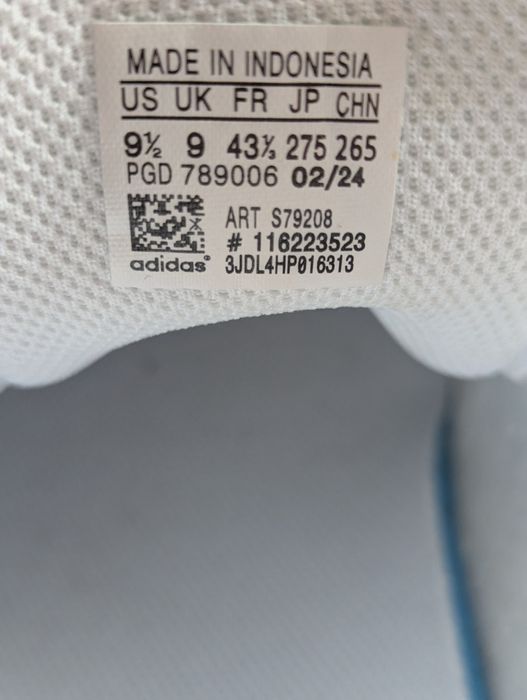 MADE IN INDONESIA
US UK FR JP CHN
9½ 9 43⅓ 275 265
PGD 789006 02/24
ART S79208
# 116223523
adidas® 3JDL4HP016313